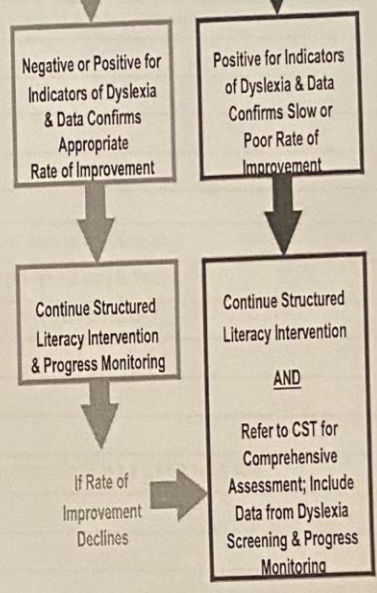 Negative or Positive for
Indicators of Dyslexia
& Data Confirms
Appropriate
Rate of Improvement
Positive for Indicators
of Dyslexia & Data
Confirms Slow or
Poor Rate of
Improvement
Continue Structured
Literacy Intervention
& Progress Monitoring
If Rate of
Improvement
Declines
Continue Structured
Literacy Intervention
AND
Refer to CST for
Comprehensive
Assessment; Include
Data from Dyslexia
Screening & Progress
Monitoring